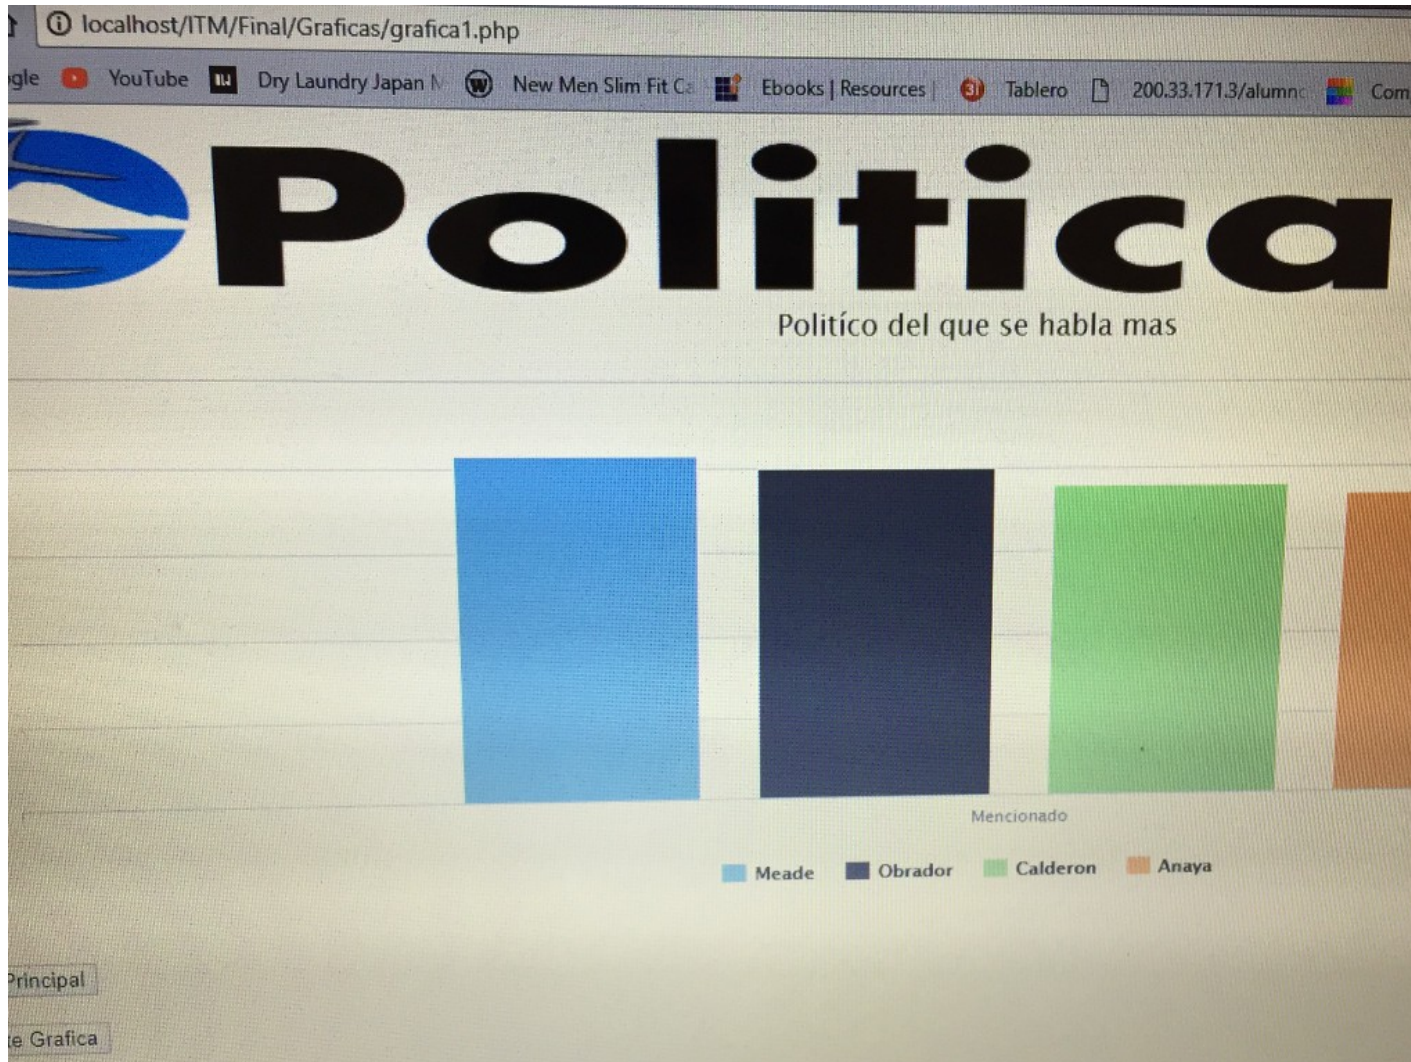 localhost/ITM/Final/Graficas/grafica1.php
YouTube Dry Laundry Japan New Men Slim Fit Ebooks | Resources | Tablero 200.33.171.3/alumn Com
Politica
Politíco del que se habla mas
Mencionado
Meade Obrador Calderon Anaya
Principal
Grafica